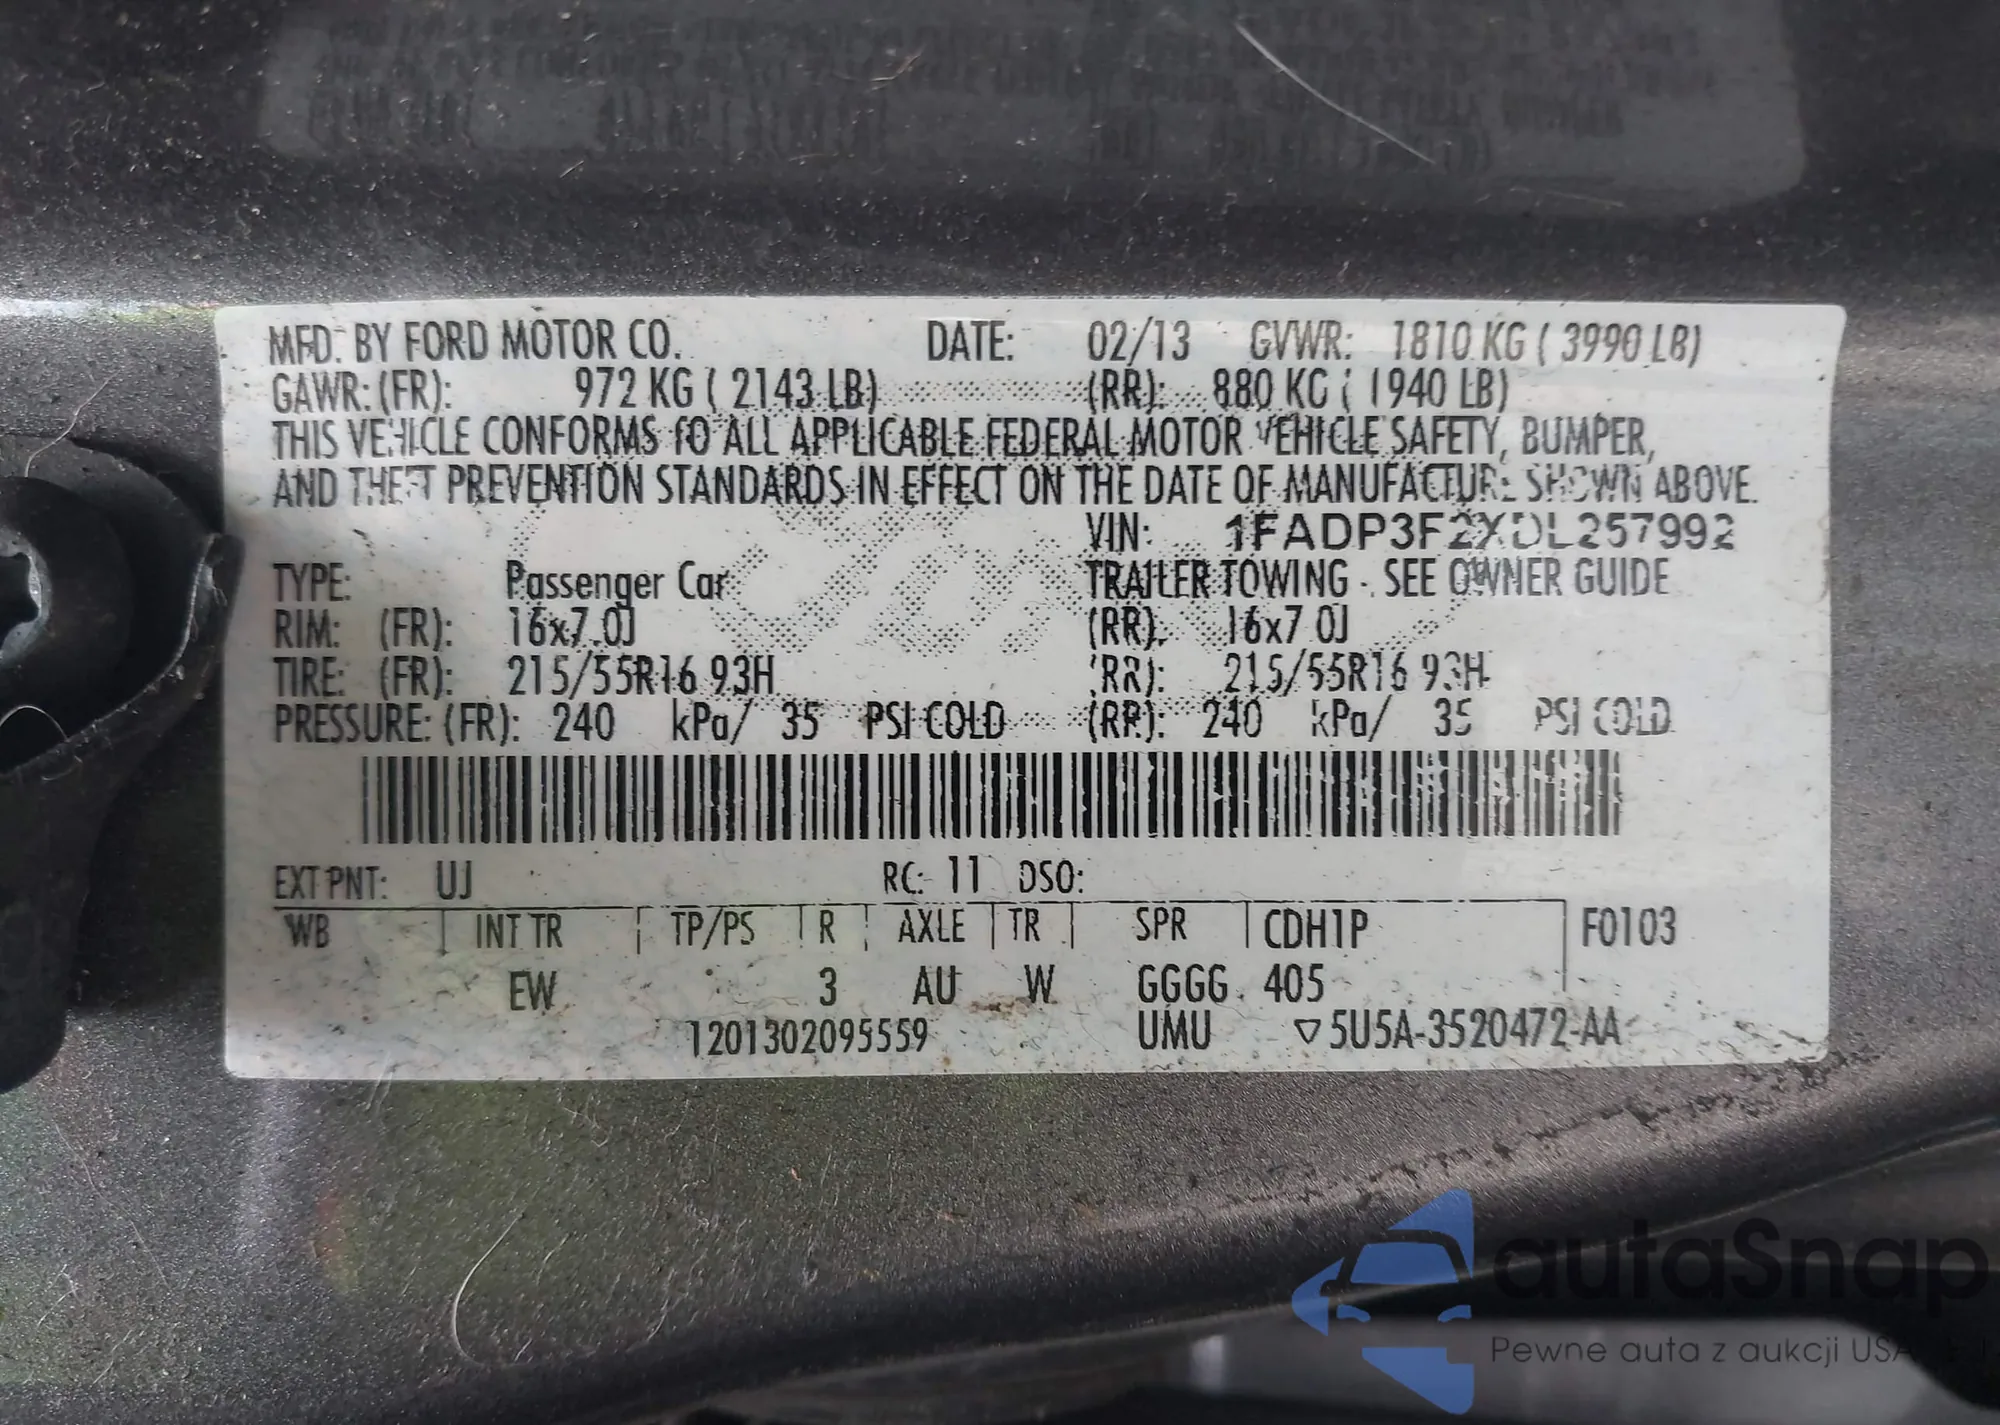 MFD. BY FORD MOTOR CO. DATE: 02/13 GVWR: 1810 KG ( 3990 LB)
GAWR: (FR): 972 KG ( 2143 LB) (RR): 880 KG ( 1940 LB)
THIS VEHICLE CONFORMS TO ALL APPLICABLE FEDERAL MOTOR VEHICLE SAFETY, BUMPER,
AND THEFT PREVENTION STANDARDS IN EFFECT ON THE DATE OF MANUFACTURE SHOWN ABOVE.
VIN: 1FADP3F2XDL257992
TYPE: Passenger Car TRAILER TOWING - SEE OWNER GUIDE
RIM: (FR): 16x7.0J (RR): 16x7.0J
TIRE: (FR): 215/55R16 93H (RR): 215/55R16 93H
PRESSURE: (FR): 240 kPa/ 35 PSI COLD (RR): 240 kPa/ 35 PSI COLD
EXT PNT: UJ RC: 11 DSO:
WB INT TR TP/PS R AXLE TR SPR CDH1P F0103
EW 3 AU W GGGG 405
1201302095559 UMU ▽5U5A-3520472-AA
autaSnap
Pewne auta z aukcji USA